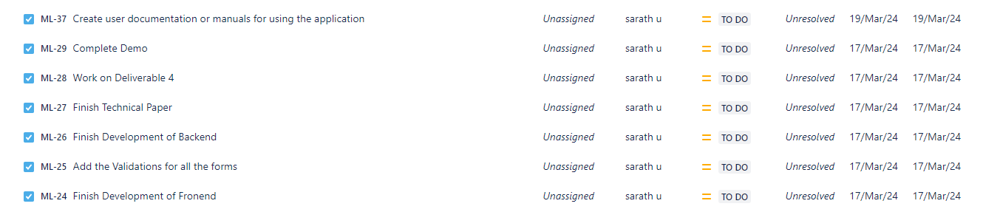 ML-37 Create user documentation or manuals for using the application Unassigned sarath u TO DO Unresolved 19/Mar/24 19/Mar/24
ML-29 Complete Demo Unassigned sarath u TO DO Unresolved 17/Mar/24 17/Mar/24
ML-28 Work on Deliverable 4 Unassigned sarath u TO DO Unresolved 17/Mar/24 17/Mar/24
ML-27 Finish Technical Paper Unassigned sarath u TO DO Unresolved 17/Mar/24 17/Mar/24
ML-26 Finish Development of Backend Unassigned sarath u TO DO Unresolved 17/Mar/24 17/Mar/24
ML-25 Add the Validations for all the forms Unassigned sarath u TO DO Unresolved 17/Mar/24 17/Mar/24
ML-24 Finish Development of Fronend Unassigned sarath u TO DO Unresolved 17/Mar/24 17/Mar/24